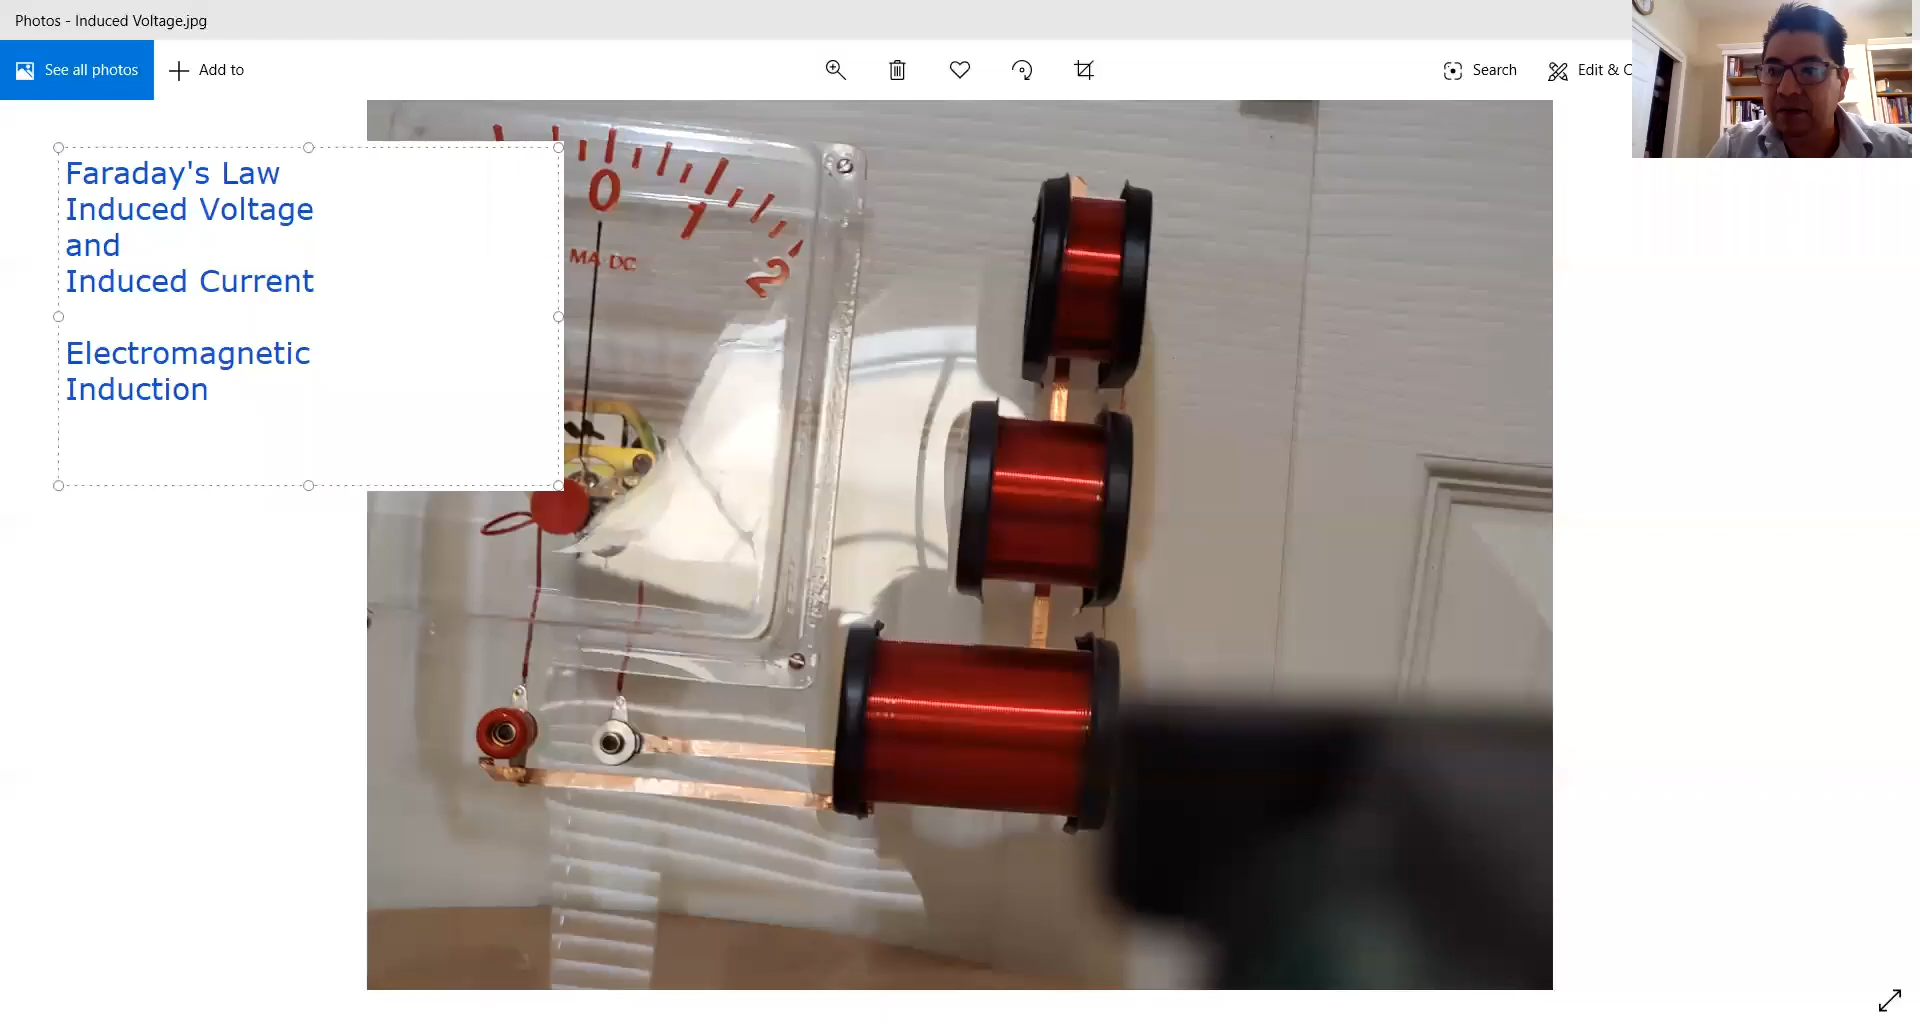 Photos - Induced Voltage.jpg
See all photos
Add to
Search
Edit & C
Faraday's Law
Induced Voltage
and
Induced Current
Electromagnetic
Induction
0
1
2
MA DC